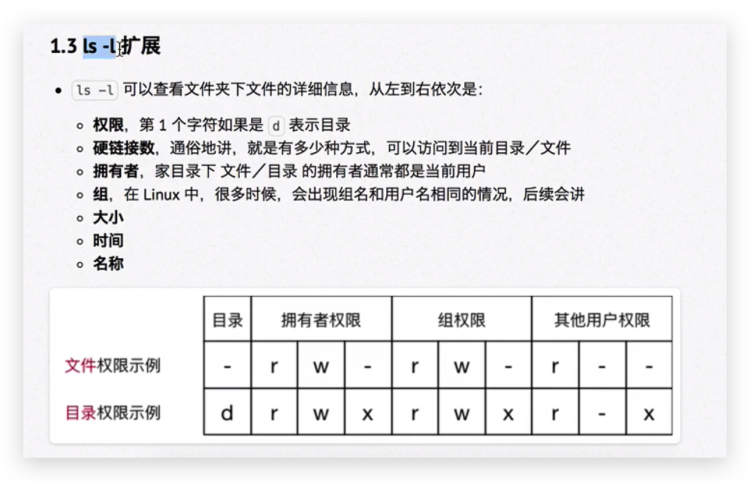 1.3 ls -l 扩展
ls -l 可以查看文件夹下文件的详细信息，从左到右依次是：
权限，第 1 个字符如果是 d 表示目录
硬链接数，通俗地讲，就是有多少种方式，可以访问到当前目录／文件
拥有者，家目录下 文件／目录 的拥有者通常都是当前用户
组，在 Linux 中，很多时候，会出现组名和用户名相同的情况，后续会讲
大小
时间
名称
目录 拥有者权限 组权限 其他用户权限
文件权限示例 - r w - r w - r - -
目录权限示例 d r w x r w x r - x